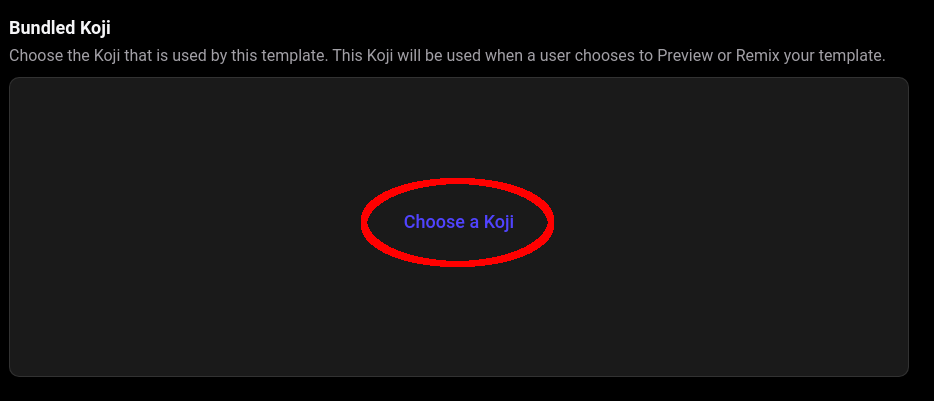 Bundled Koji
Choose the Koji that is used by this template. This Koji will be used when a user chooses to Preview or Remix your template.
Choose a Koji